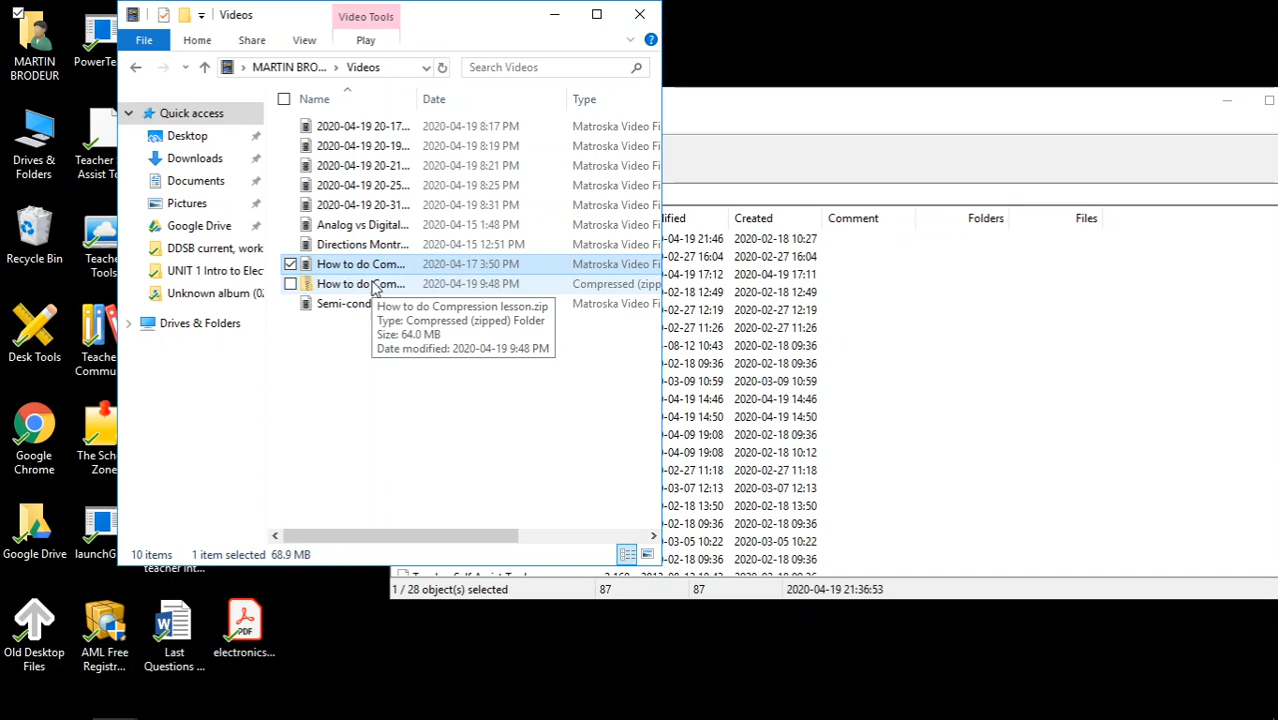 Videos
Video Tools
File Home Share View Play
MARTIN BRO... Videos
Search Videos
Name Date Type
Quick access
Desktop
Downloads
Documents
Pictures
Google Drive
DDSB current, work
UNIT 1 Intro to Elec
Unknown album (02
Drives & Folders
2020-04-19 20-17... 2020-04-19 8:17 PM Matroska Video Fi
2020-04-19 20-19... 2020-04-19 8:19 PM Matroska Video Fi
2020-04-19 20-21... 2020-04-19 8:21 PM Matroska Video Fi
2020-04-19 20-25... 2020-04-19 8:25 PM Matroska Video Fi
2020-04-19 20-31... 2020-04-19 8:31 PM Matroska Video Fi
Analog vs Digital... 2020-04-15 1:48 PM Matroska Video Fi
Directions Montr... 2020-04-15 12:51 PM Matroska Video Fi
How to do Com... 2020-04-17 3:50 PM Matroska Video Fi
How to do Com... 2020-04-19 9:48 PM Compressed (zipp
Semi-cond Matroska Video Fi
How to do Compression lesson.zip
Type: Compressed (zipped) Folder
Size: 64.0 MB
Date modified: 2020-04-19 9:48 PM
10 items 1 item selected 68.9 MB
MARTIN
BRODEUR
PowerTe
Drives &
Folders
Teacher
Assist T
Recycle Bin
Teache
Tools
Desk Tools
Teache
Commu
Google
Chrome
The Sch
Zone
Google Drive
launchG
teacher int...
Old Desktop
Files
AML Free
Registr...
Last
Questions ...
electronics...
ified Created Comment Folders Files
-04-19 21:46 2020-02-18 10:27
-02-27 16:04 2020-02-27 16:04
-04-19 17:12 2020-04-19 17:11
-02-18 12:49 2020-02-18 12:49
-02-27 12:19 2020-02-27 12:19
-02-27 11:26 2020-02-27 11:26
-08-12 10:43 2020-02-18 09:36
-02-18 09:36 2020-02-18 09:36
-03-09 10:59 2020-03-09 10:59
-04-19 14:46 2020-04-19 14:46
-04-19 14:50 2020-04-19 14:50
-04-09 19:08 2020-02-18 09:36
-04-09 19:08 2020-02-18 10:12
-02-27 11:18 2020-02-27 11:18
-03-07 12:13 2020-03-07 12:13
-02-18 13:50 2020-02-18 09:36
-02-18 09:36 2020-02-18 09:36
-03-05 10:22 2020-03-05 10:22
-02-18 09:36 2020-02-18 09:36
1 / 28 object(s) selected 87 87 2020-04-19 21:36:53